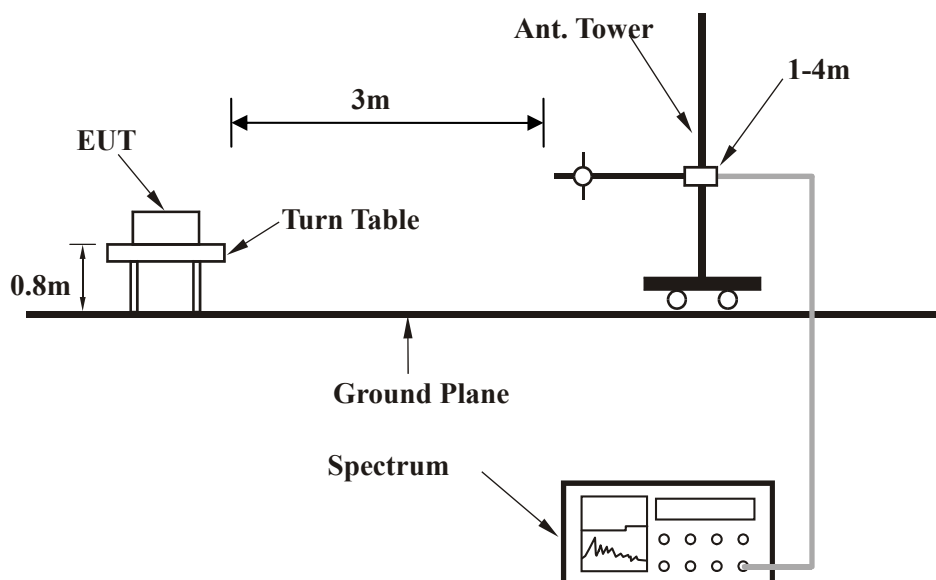 Ant. Tower
1-4m
3m
EUT
Turn Table
0.8m
Ground Plane
Spectrum